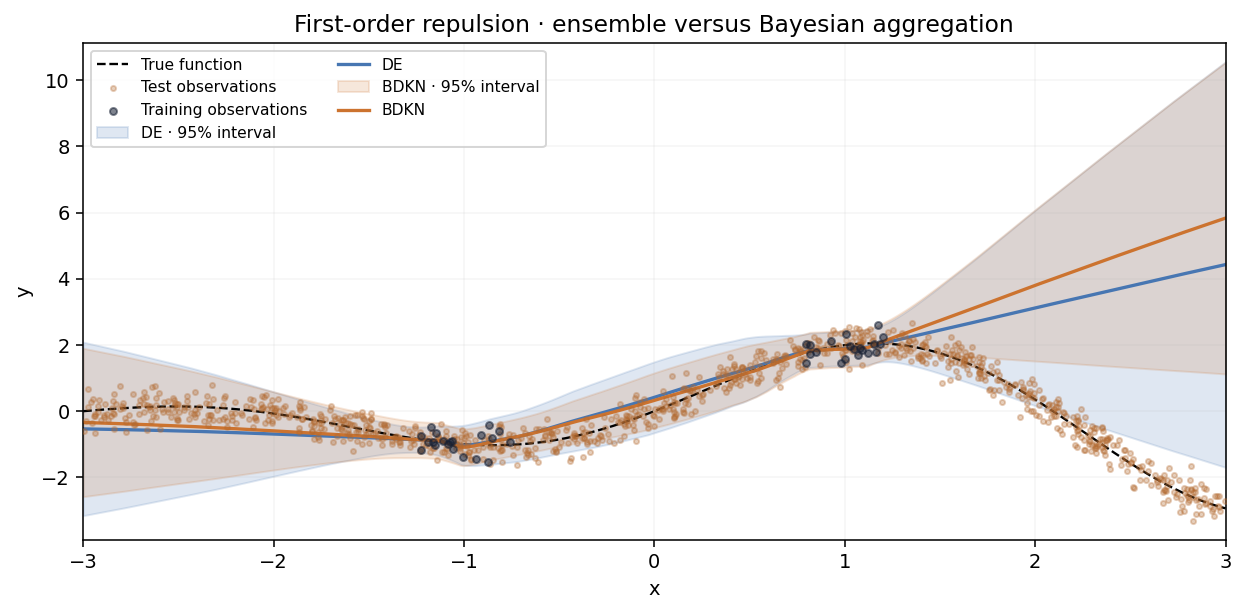 First-order repulsion · ensemble versus Bayesian aggregation
True function
Test observations
Training observations
DE · 95% interval
DE
BDKN · 95% interval
BDKN
y
10
8
6
4
2
0
−2
−3
−2
−1
0
1
2
3
x